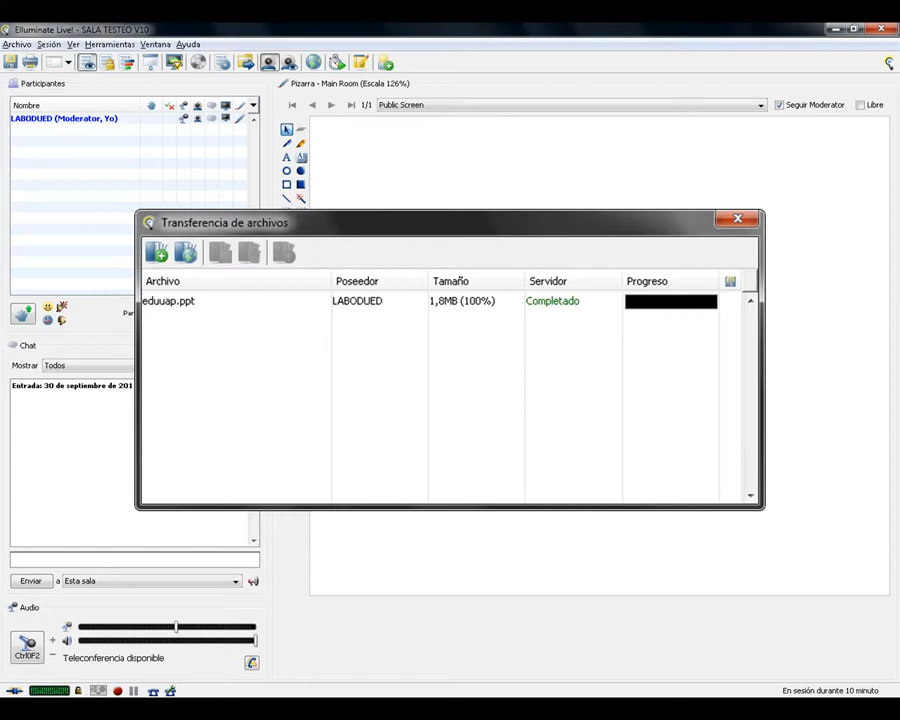 Elluminate Live! - SALA TESTEO V10
Archivo Sesión Ver Herramientas Ventana Ayuda
Participantes
Pizarra - Main Room (Escala 126%)
Nombre
1/1 Public Screen
Seguir Moderator
Libre
LABODUED (Moderator, Yo)
A A
Transferencia de archivos
Archivo Poseedor Tamaño Servidor Progreso
eduuap.ppt LABODUED 1,8MB (100%) Completado
Chat
Mostrar Todos
Entrada: 30 de septiembre de 201
Enviar a Esta sala
Audio
Ctrl0F2
Teleconferencia disponible
En sesión durante 10 minuto